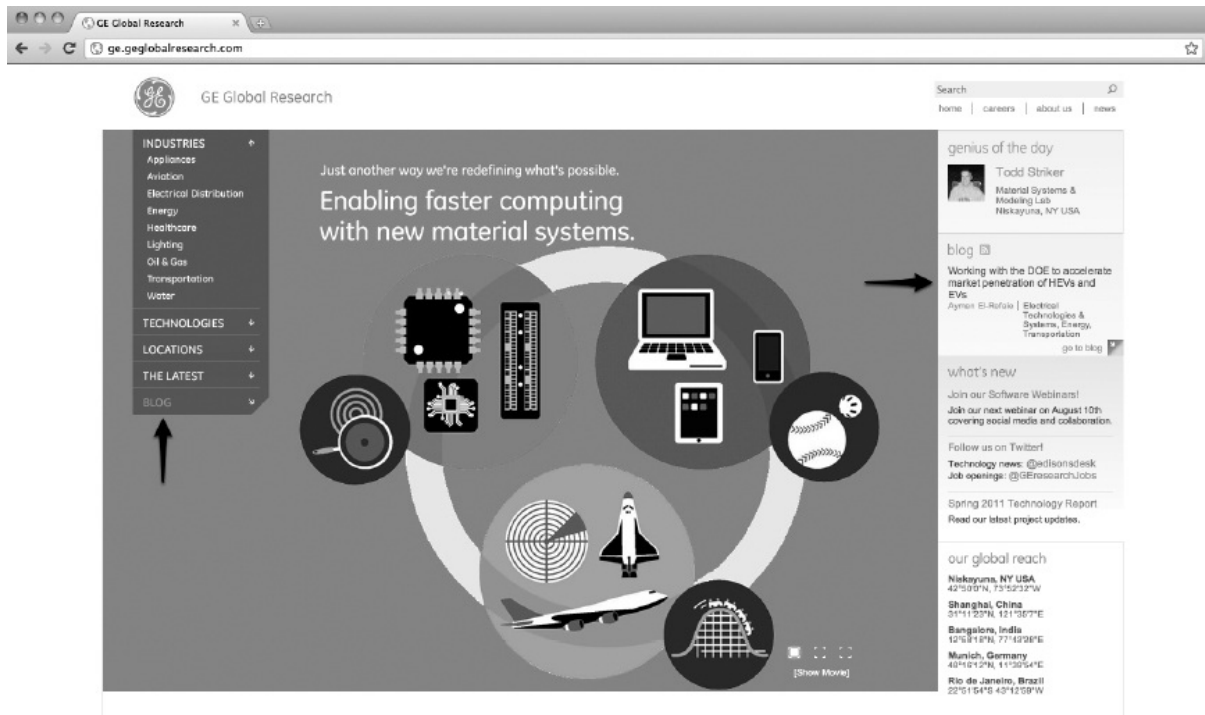 GE Global Research
ge.geglobalresearch.com
GE Global Research
Search
home | careers | about us | news
INDUSTRIES
Appliances
Aviation
Electrical Distribution
Energy
Healthcare
Lighting
Oil & Gas
Transportation
Water
TECHNOLOGIES
LOCATIONS
THE LATEST
BLOG
Just another way we're redefining what's possible.
Enabling faster computing
with new material systems.
[Show Movie]
genius of the day
Todd Striker
Material Systems &
Modeling Lab
Niskayuna, NY USA
blog
Working with the DOE to accelerate
market penetration of HEVs and
EVs
Ayman El-Refaie | Electrical
Technologies &
Systems, Energy,
Transportation
go to blog
what's new
Join our Software Webinars!
Join our next webinar on August 10th
covering social media and collaboration.
Follow us on Twitter!
Technology news: @edisonsdesk
Job openings: @GEresearchJobs
Spring 2011 Technology Report
Read our latest project updates.
our global reach
Niskayuna, NY USA
Shanghai, China
Bangalore, India
Munich, Germany
Rio de Janeiro, Brazil